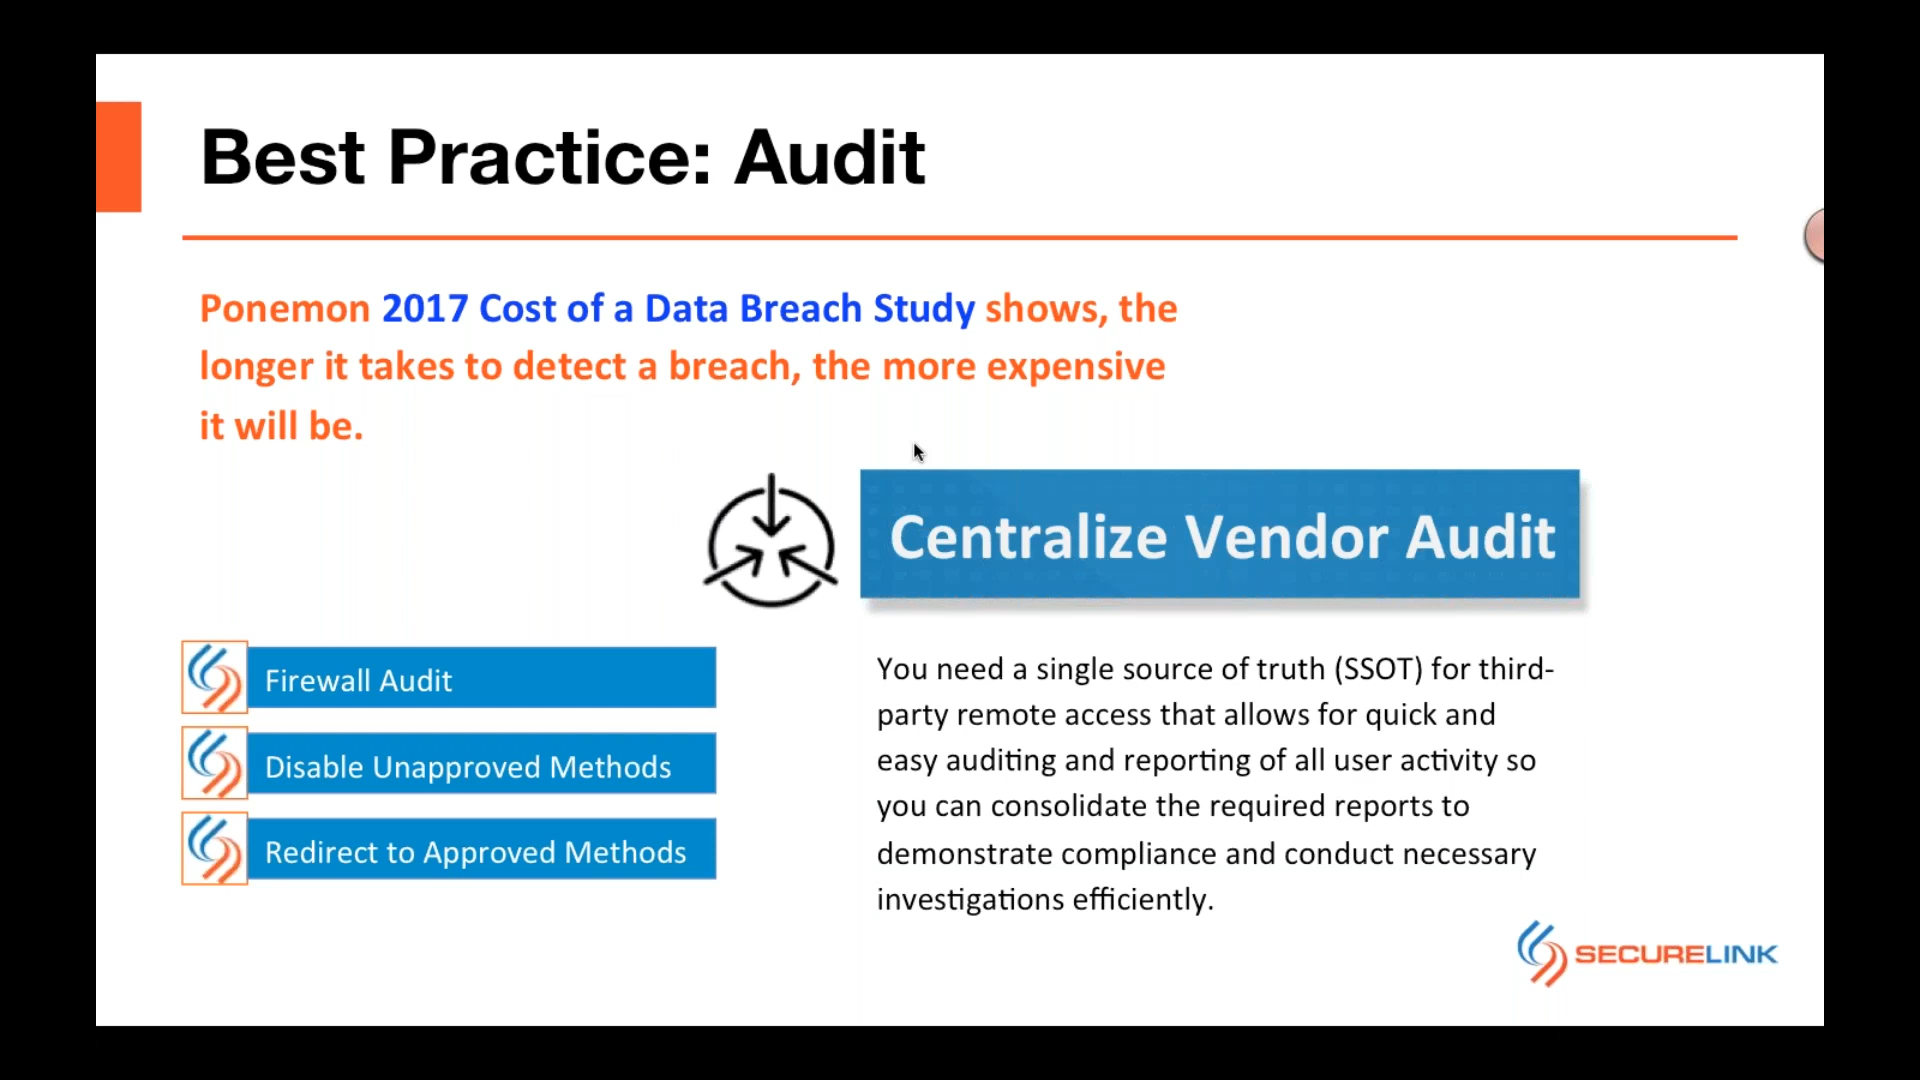 Best Practice: Audit
Ponemon 2017 Cost of a Data Breach Study shows, the
longer it takes to detect a breach, the more expensive
it will be.
Centralize Vendor Audit
Firewall Audit
Disable Unapproved Methods
Redirect to Approved Methods
You need a single source of truth (SSOT) for third-
party remote access that allows for quick and
easy auditing and reporting of all user activity so
you can consolidate the required reports to
demonstrate compliance and conduct necessary
investigations efficiently.
SECURELINK